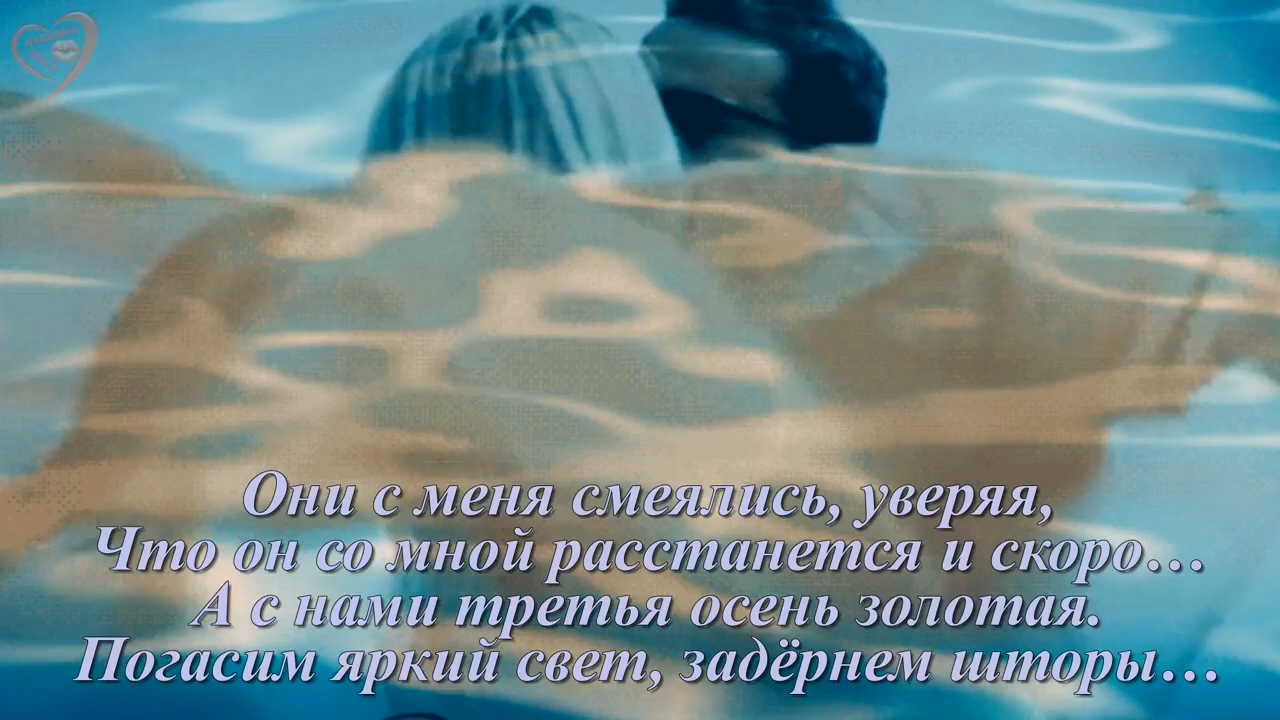 Они с меня смеялись, уверяя,
Что он со мной расстанется и скоро...
А с нами третья осень золотая.
Погасим яркий свет, задёрнем шторы...